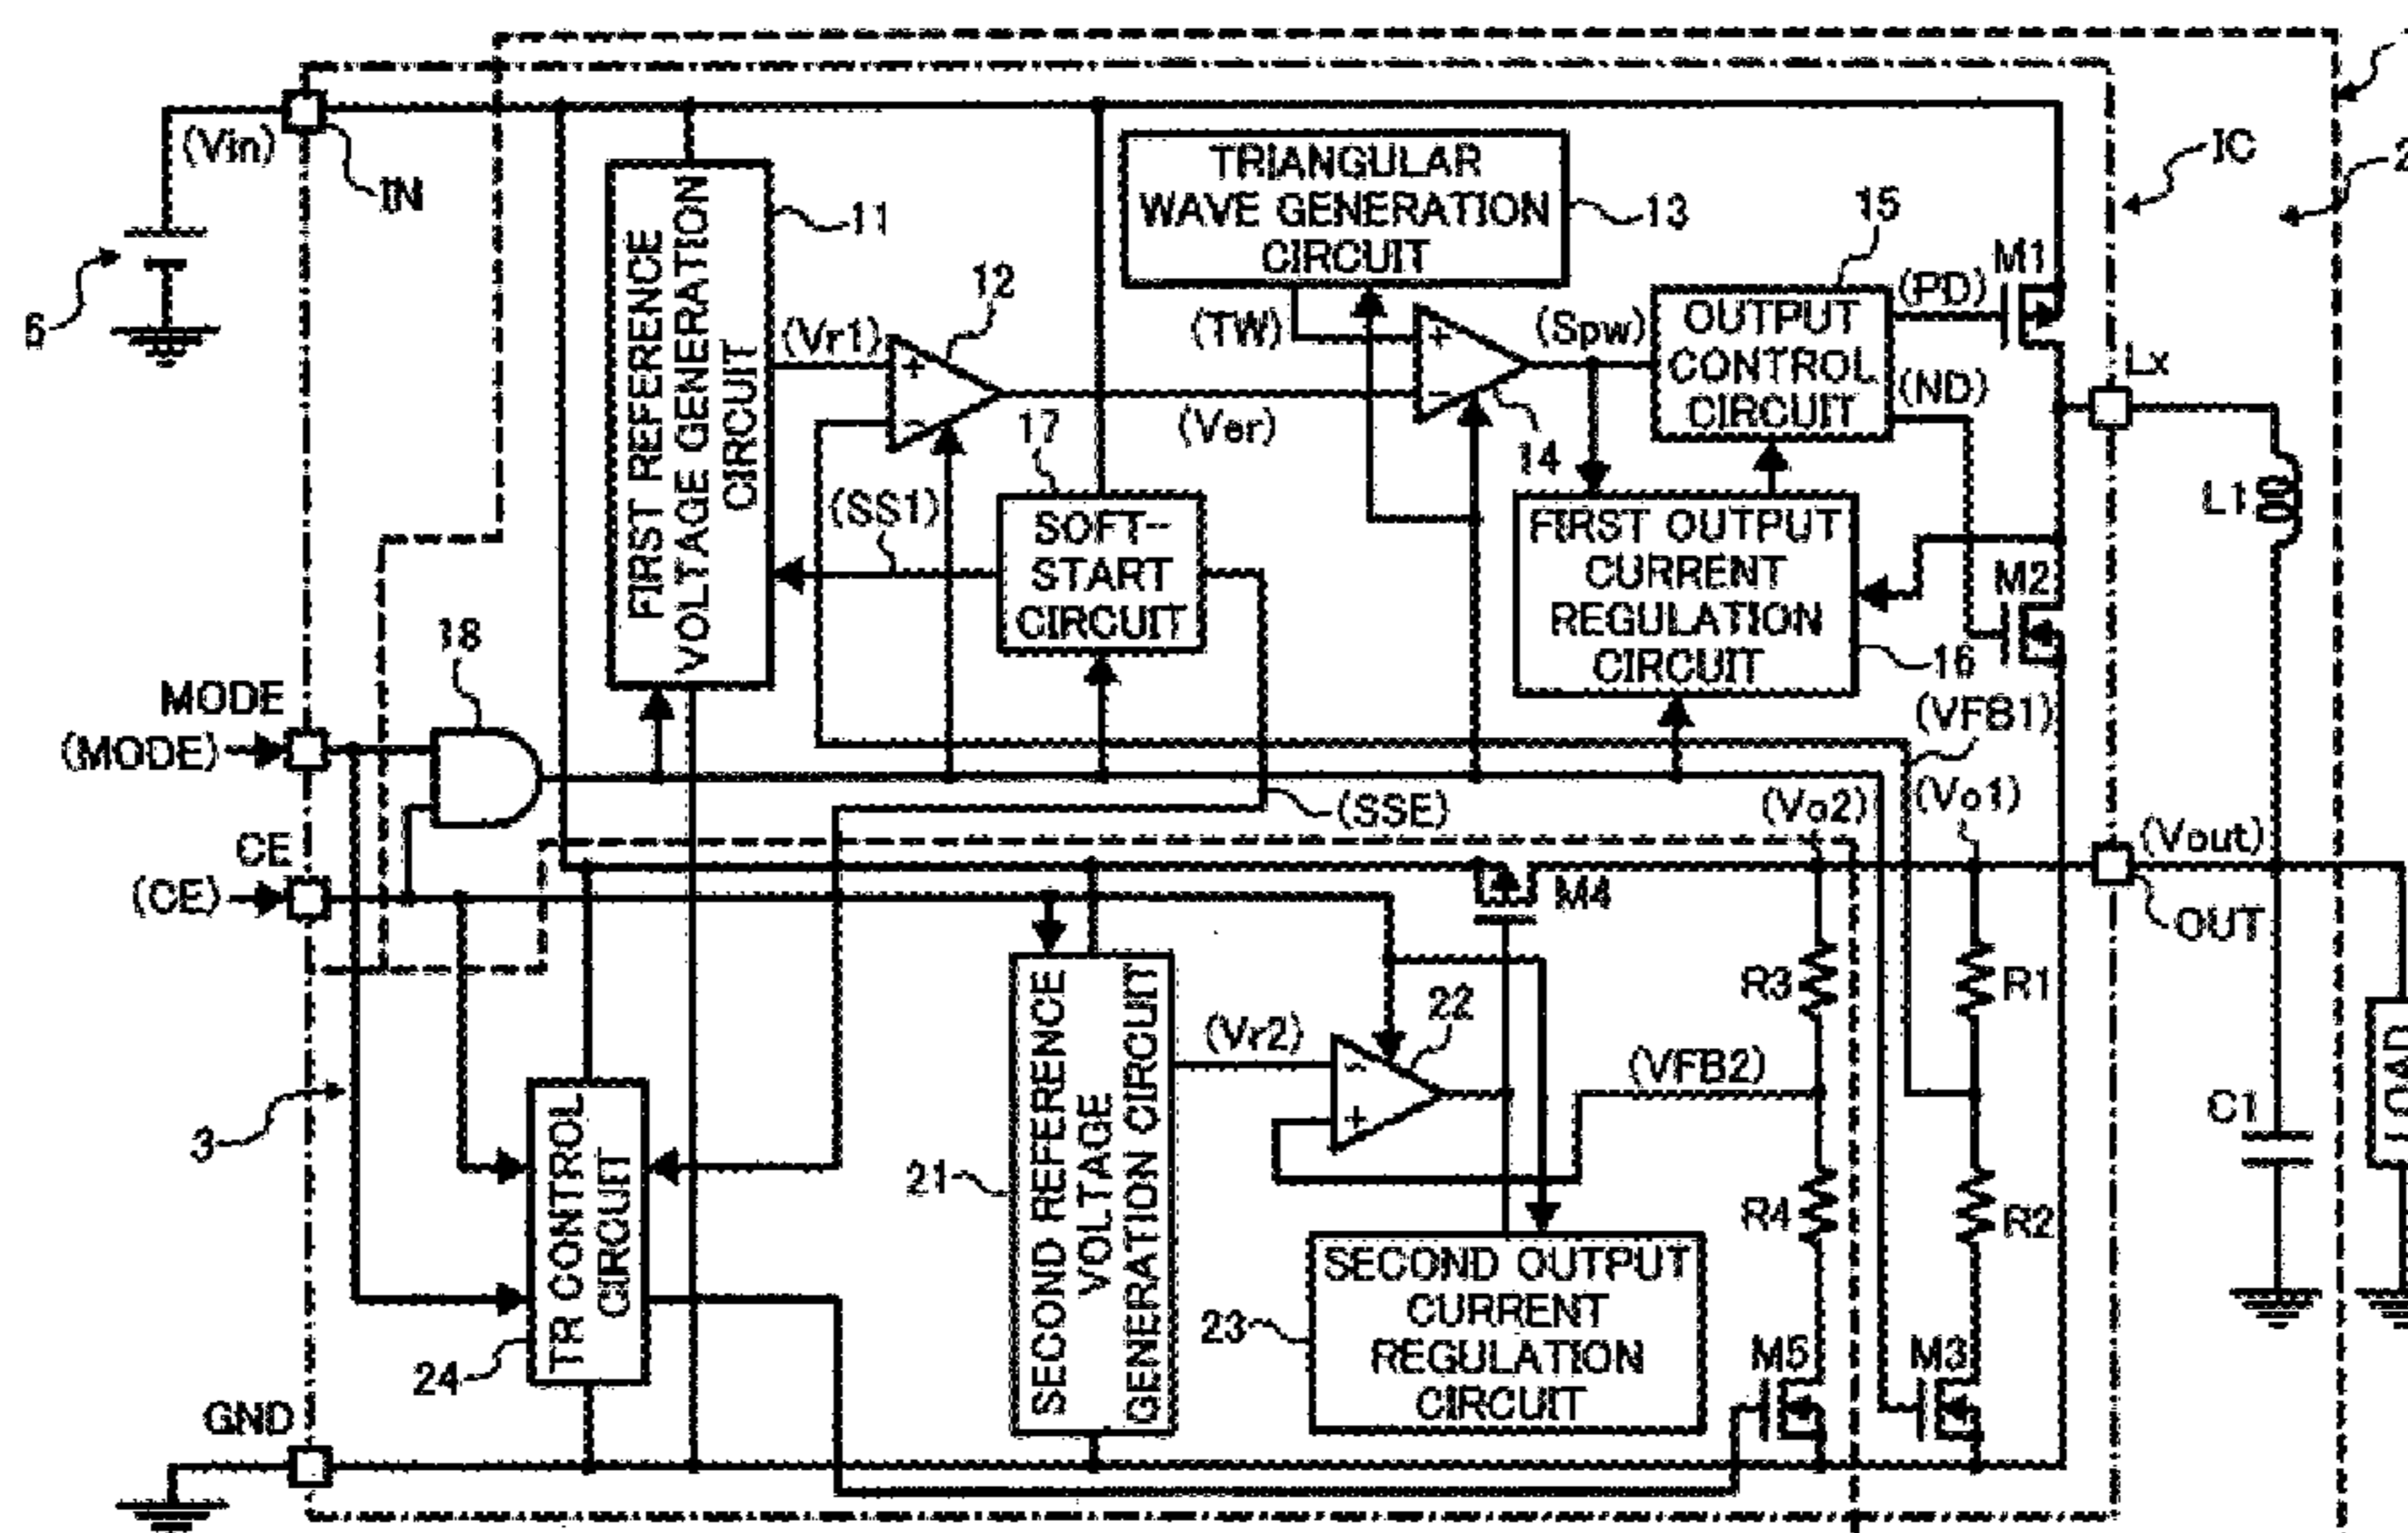 (Vin)
IN
6
FIRST REFERENCE
VOLTAGE GENERATION
CIRCUIT
11
(Vr1)
12
TRIANGULAR
WAVE GENERATION
CIRCUIT
13
(TW)
(Ver)
14
(Spw)
15
OUTPUT
CONTROL
CIRCUIT
(PD)
(ND)
M1
IC
Lx
L1
17
(SS1)
SOFT-
START
CIRCUIT
FIRST OUTPUT
CURRENT
REGULATION
CIRCUIT
16
M2
(VFB1)
18
MODE
(MODE)
CE
(CE)
(SSE)
(Vo2)
(Vo1)
(Vout)
OUT
M4
R3
R1
3
TR CONTROL
CIRCUIT
24
21
SECOND REFERENCE
VOLTAGE
GENERATION CIRCUIT
(Vr2)
22
(VFB2)
R4
R2
C1
LOAD
23
SECOND OUTPUT
CURRENT
REGULATION
CIRCUIT
M5
M3
GND